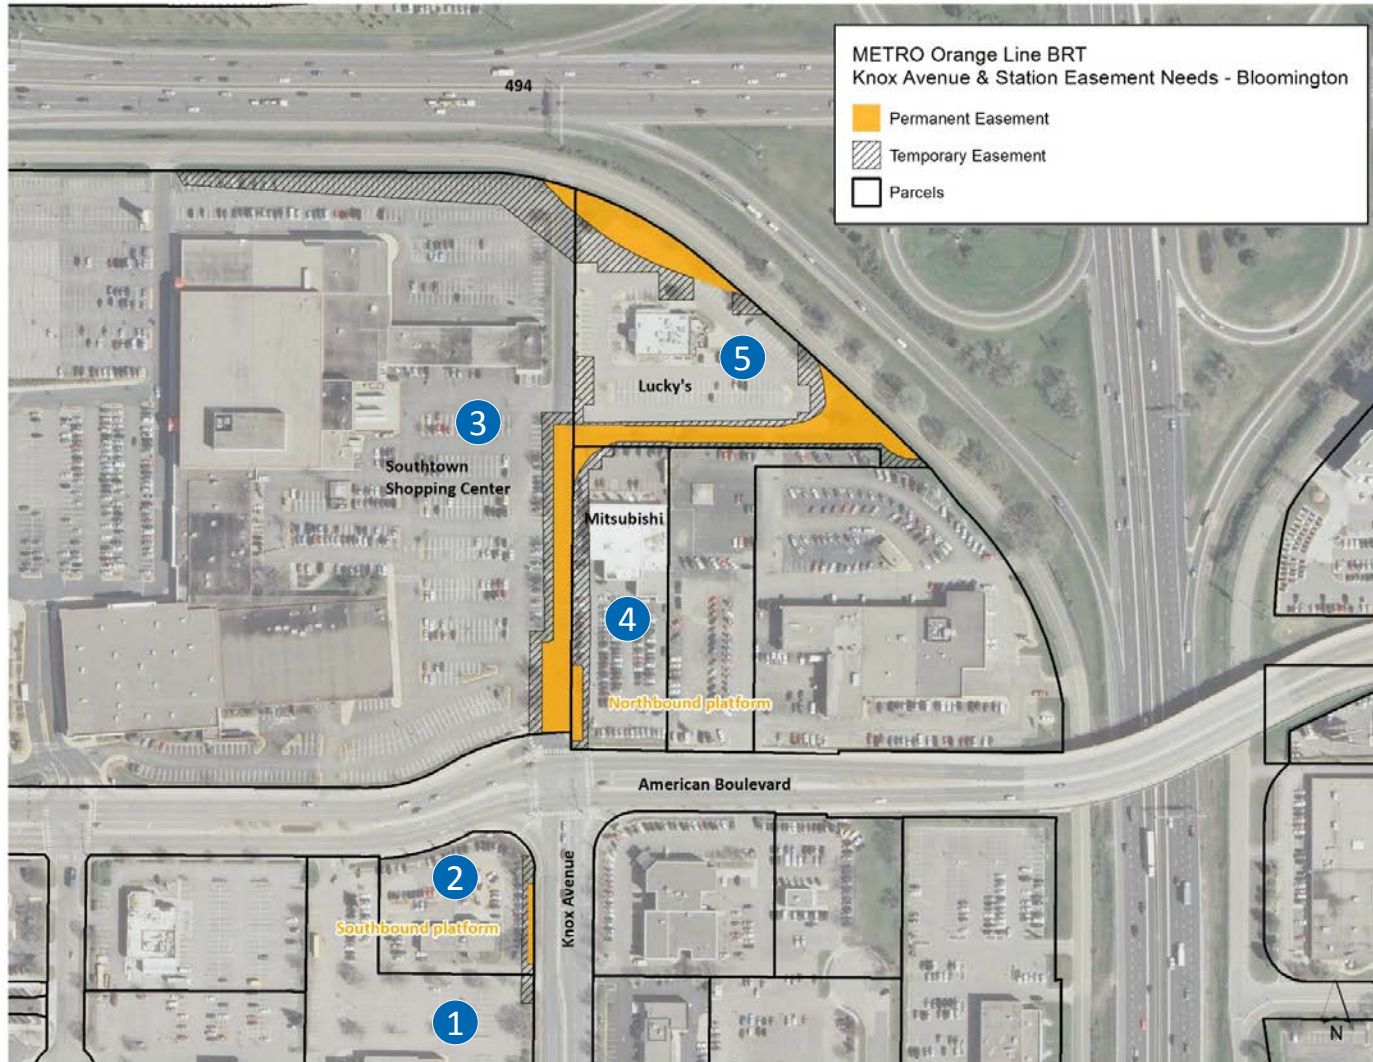 METRO Orange Line BRT
Knox Avenue & Station Easement Needs - Bloomington
Permanent Easement
Temporary Easement
Parcels
494
5
Lucky's
3
Southtown
Shopping Center
Mitsubishi
4
Northbound platform
American Boulevard
2
Southbound platform
Knox Avenue
1
N